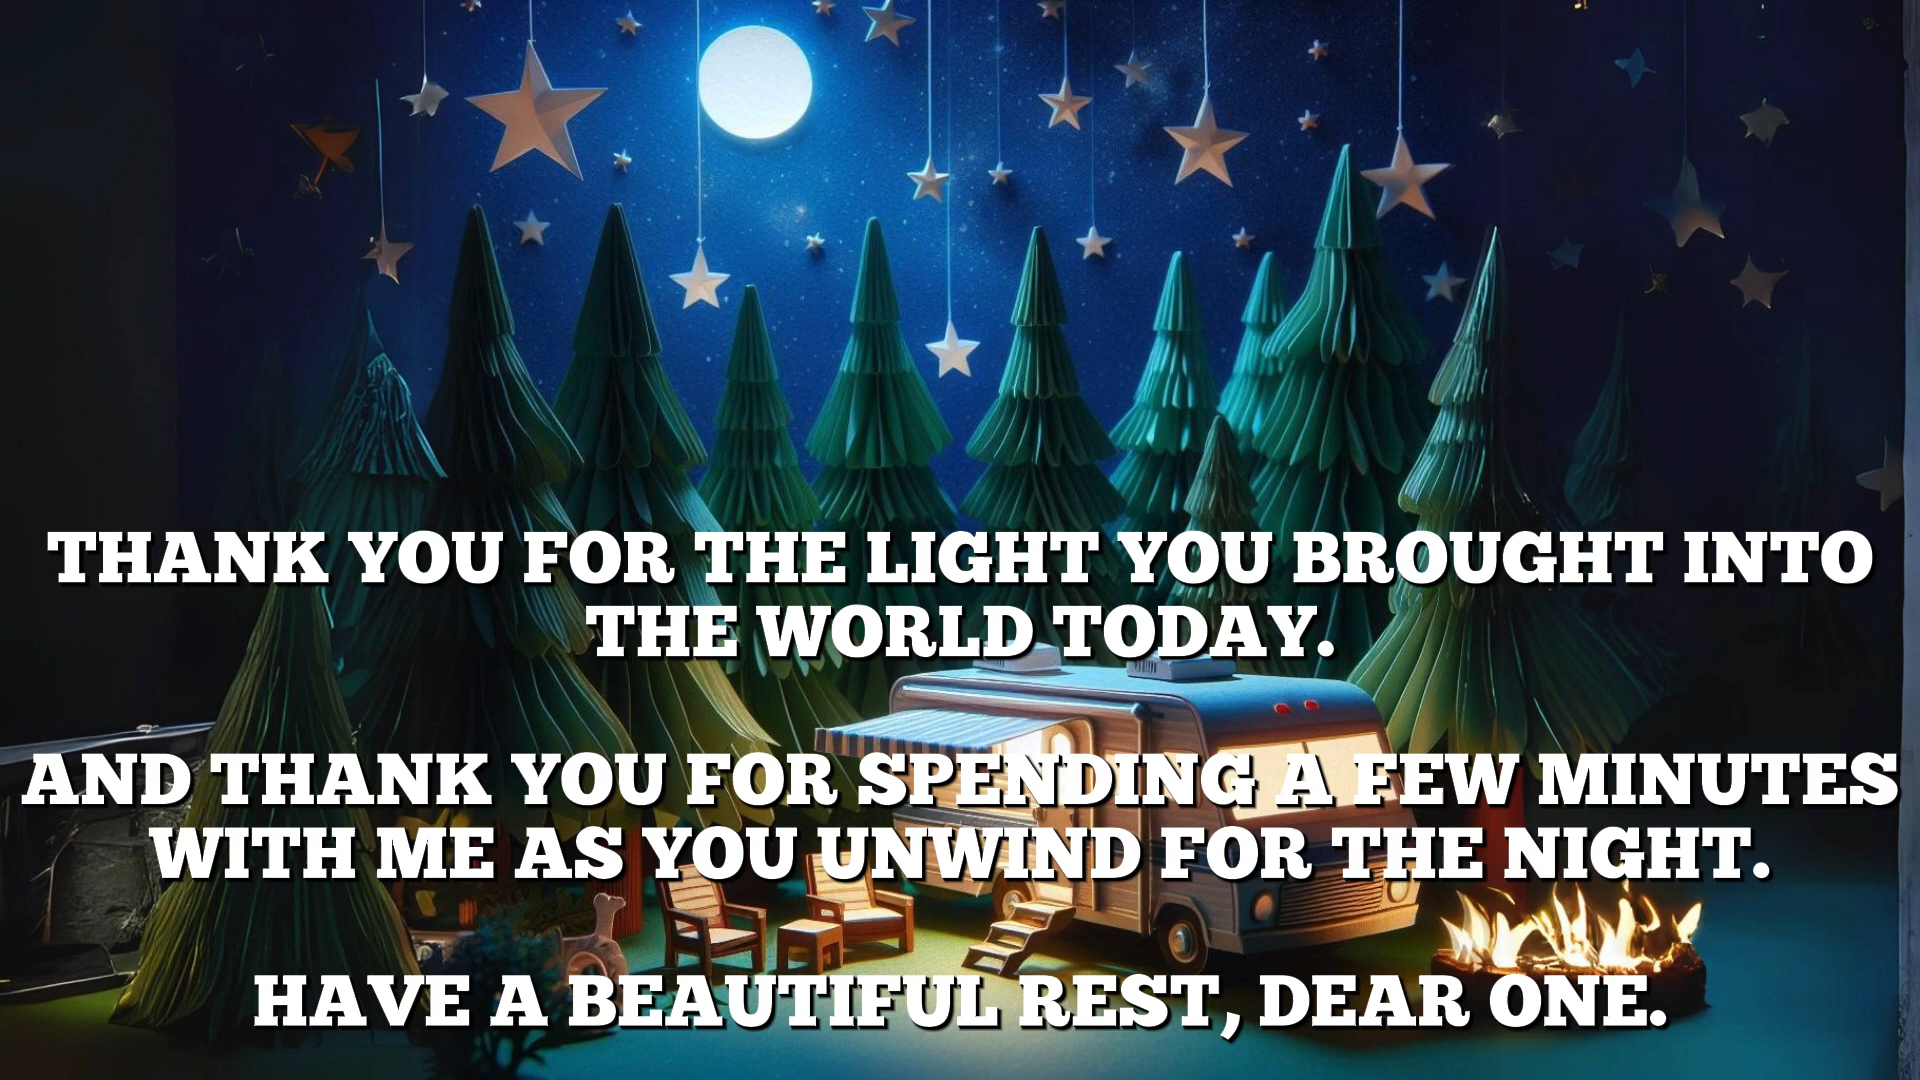 THANK YOU FOR THE LIGHT YOU BROUGHT INTO
THE WORLD TODAY.
AND THANK YOU FOR SPENDING A FEW MINUTES
WITH ME AS YOU UNWIND FOR THE NIGHT.
HAVE A BEAUTIFUL REST, DEAR ONE.